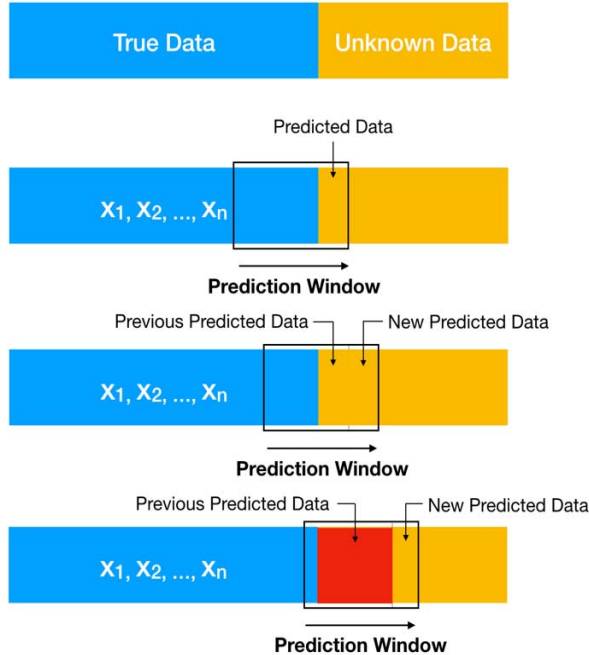 True Data Unknown Data
Predicted Data
X1, X2, ..., Xn
Prediction Window
Previous Predicted Data New Predicted Data
X1, X2, ..., Xn
Prediction Window
Previous Predicted Data New Predicted Data
X1, X2, ..., Xn
Prediction Window